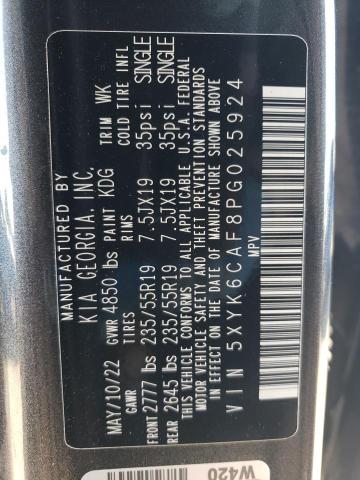 MANUFACTURED BY
KIA GEORGIA, INC.
MAY/10/22 GVWR 4850 lbs PAINT KDG TRIM WK
GAWR TIRES RIMS COLD TIRE INFL
FRONT 2777 lbs 235/55R19 7.5JX19 35psi SINGLE
REAR 2645 lbs 235/55R19 7.5JX19 35psi SINGLE
THIS VEHICLE CONFORMS TO ALL APPLICABLE U.S.A. FEDERAL
MOTOR VEHICLE SAFETY AND THEFT PREVENTION STANDARDS
IN EFFECT ON THE DATE OF MANUFACTURE SHOWN ABOVE
VIN 5XYK6CAF8PG025924
MPV
W420